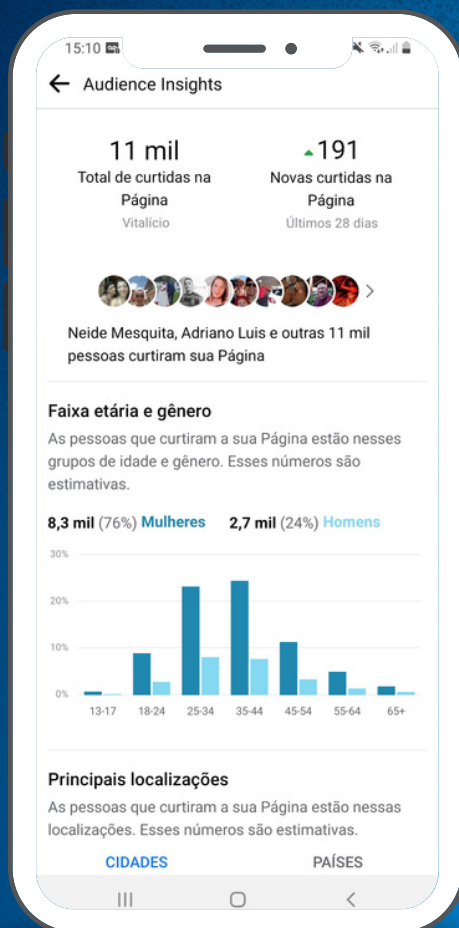 15:10
Audience Insights
11 mil
Total de curtidas na
Página
Vitalício
191
Novas curtidas na
Página
Últimos 28 dias
Neide Mesquita, Adriano Luis e outras 11 mil
pessoas curtiram sua Página
Faixa etária e gênero
As pessoas que curtiram a sua Página estão nesses
grupos de idade e gênero. Esses números são
estimativas.
8,3 mil (76%) Mulheres 2,7 mil (24%) Homens
30%
20%
10%
0%
13-17 18-24 25-34 35-44 45-54 55-64 65+
Principais localizações
As pessoas que curtiram a sua Página estão nessas
localizações. Esses números são estimativas.
CIDADES PAÍSES